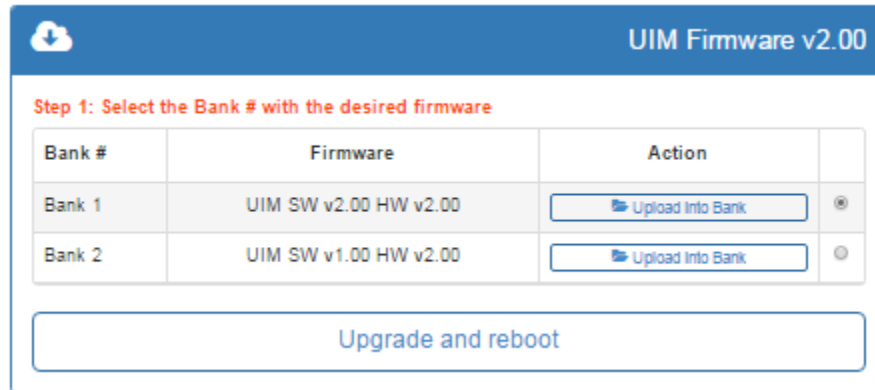 UIM Firmware v2.00
Step 1: Select the Bank # with the desired firmware
Bank # Firmware Action
Bank 1 UIM SW v2.00 HW v2.00 Upload Into Bank
Bank 2 UIM SW v1.00 HW v2.00 Upload Into Bank
Upgrade and reboot